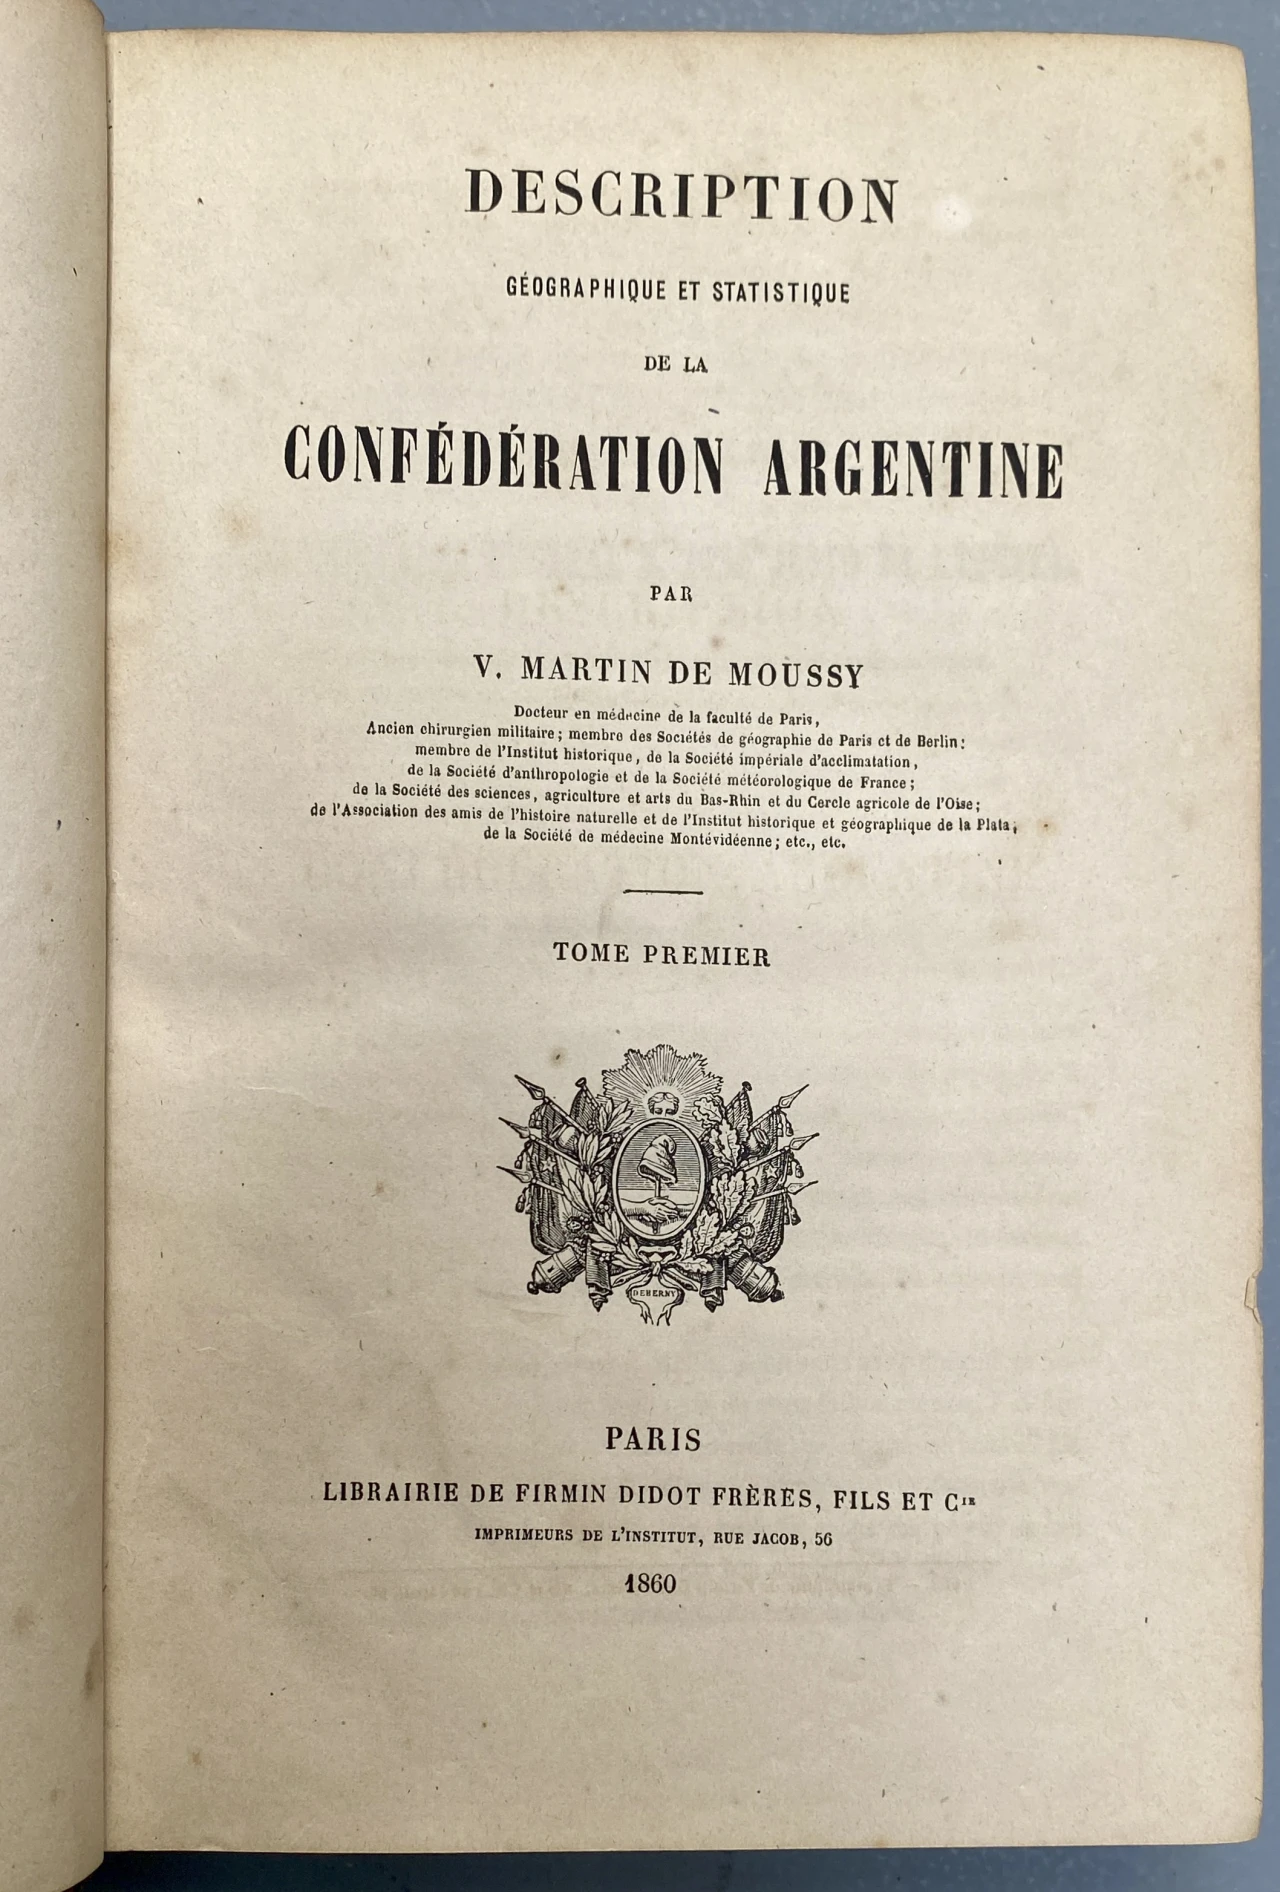 DESCRIPTION
GÉOGRAPHIQUE ET STATISTIQUE
DE LA
CONFÉDÉRATION ARGENTINE
PAR
V. MARTIN DE MOUSSY
Docteur en médecine de la faculté de Paris,
Ancien chirurgien militaire; membre des Sociétés de géographie de Paris et de Berlin;
membre de l'Institut historique, de la Société impériale d'acclimatation,
de la Société d'anthropologie et de la Société météorologique de France;
de la Société des sciences, agriculture et arts du Bas-Rhin et du Cercle agricole de l'Oise;
de l'Association des amis de l'histoire naturelle et de l'Institut historique et géographique de la Plata;
de la Société de médecine Montévidéenne; etc., etc.
TOME PREMIER
DEHERNY
PARIS
LIBRAIRIE DE FIRMIN DIDOT FRÈRES, FILS ET Cie
IMPRIMEURS DE L'INSTITUT, RUE JACOB, 56
1860